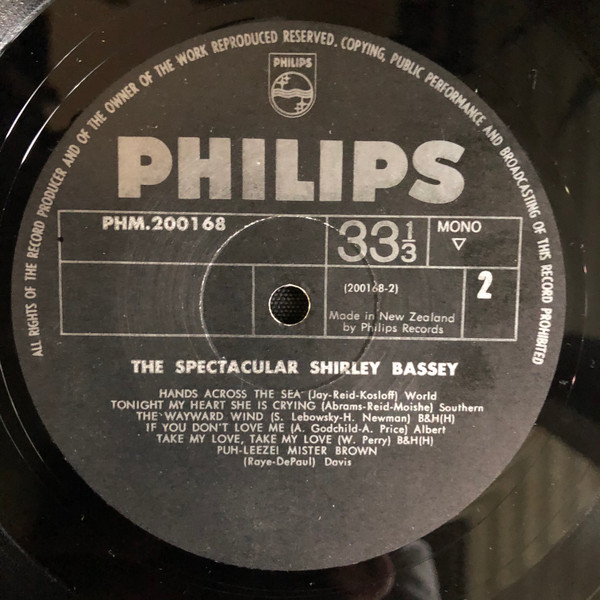 ALL RIGHTS OF THE RECORD PRODUCER AND OF THE OWNER OF THE WORK REPRODUCED RESERVED. COPYING, PUBLIC PERFORMANCE AND BROADCASTING OF THIS RECORD PROHIBITED
PHILIPS
PHILIPS
PHM.200168
33⅓
MONO
▽
(200168-2)
2
Made in New Zealand
by Philips Records
THE SPECTACULAR SHIRLEY BASSEY
HANDS ACROSS THE SEA (Jay-Reid-Kosloff) World
TONIGHT MY HEART SHE IS CRYING (Abrams-Reid-Moishe) Southern
THE WAYWARD WIND (S. Lebowsky-H. Newman) B&H(H)
IF YOU DON'T LOVE ME (A. Godchild-A. Price) Albert
TAKE MY LOVE, TAKE MY LOVE (W. Perry) B&H(H)
PUH-LEEZE! MISTER BROWN
(Raye-DePaul) Davis